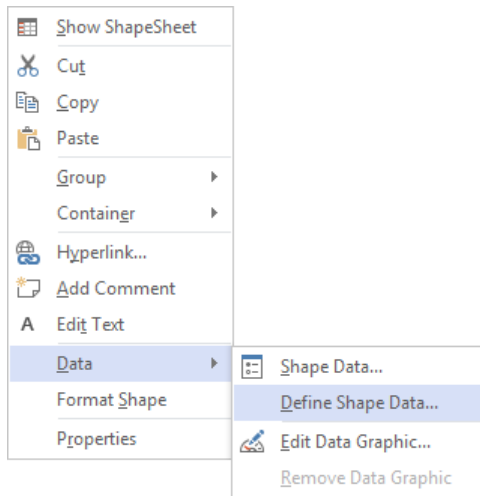 Show ShapeSheet
Cut
Copy
Paste
Group
Container
Hyperlink...
Add Comment
A Edit Text
Data
Shape Data...
Format Shape
Define Shape Data...
Properties
Edit Data Graphic...
Remove Data Graphic